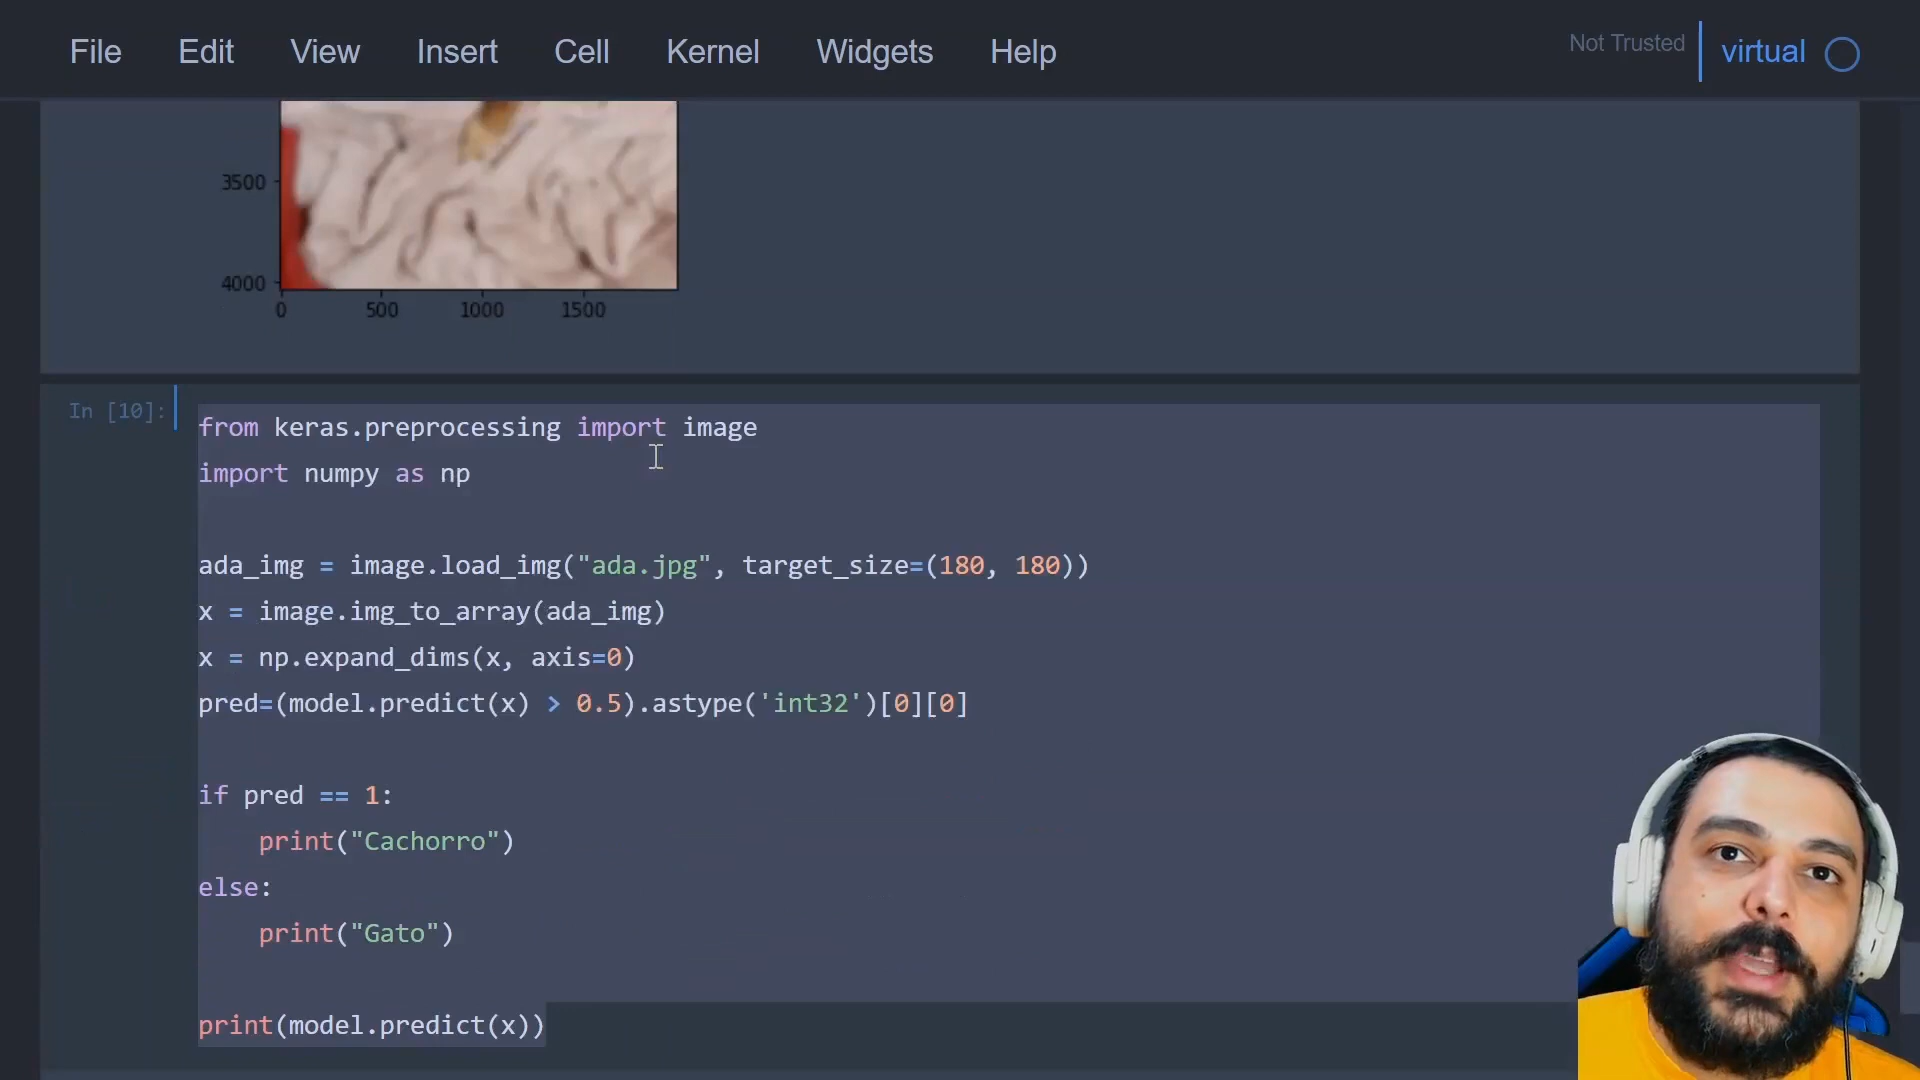 File Edit View Insert Cell Kernel Widgets Help Not Trusted virtual
3500
4000
0 500 1000 1500
In [10]:
from keras.preprocessing import image
import numpy as np
ada_img = image.load_img("ada.jpg", target_size=(180, 180))
x = image.img_to_array(ada_img)
x = np.expand_dims(x, axis=0)
pred=(model.predict(x) > 0.5).astype('int32')[0][0]
if pred == 1:
    print("Cachorro")
else:
    print("Gato")
print(model.predict(x))